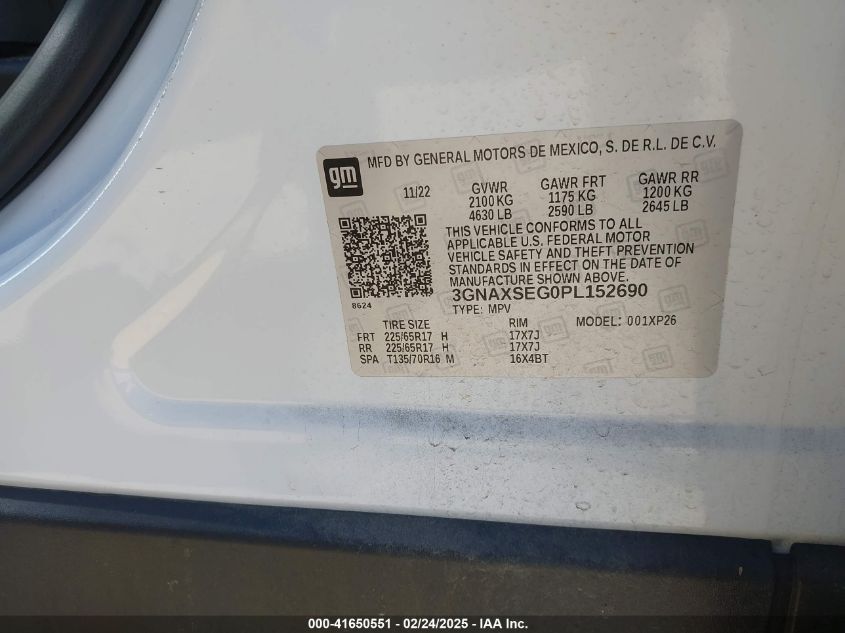 gm
MFD BY GENERAL MOTORS DE MEXICO, S. DE R.L. DE C.V.
11/22 GVWR GAWR FRT GAWR RR
2100 KG 1175 KG 1200 KG
4630 LB 2590 LB 2645 LB
THIS VEHICLE CONFORMS TO ALL
APPLICABLE U.S. FEDERAL MOTOR
VEHICLE SAFETY AND THEFT PREVENTION
STANDARDS IN EFFECT ON THE DATE OF
MANUFACTURE SHOWN ABOVE.
8624
3GNAXSEG0PL152690
TYPE: MPV
TIRE SIZE RIM MODEL: 001XP26
FRT 225/65R17 H 17X7J
RR 225/65R17 H 17X7J
SPA T135/70R16 M 16X4BT
000-41650551 / 02/24/2025 - IAA Inc.